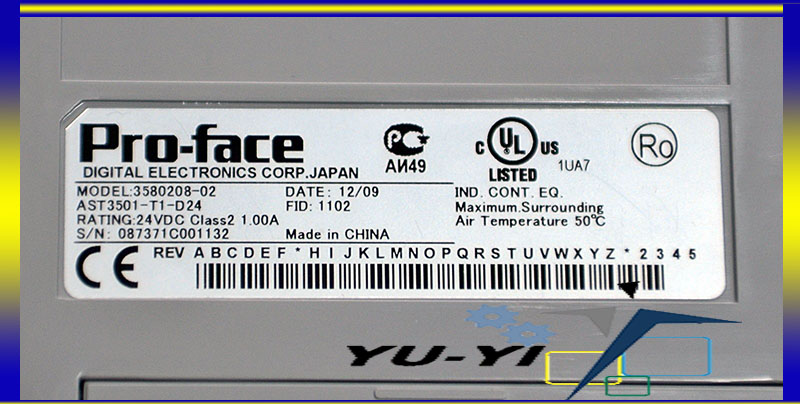 Pro-face
DIGITAL ELECTRONICS CORP.JAPAN
PC
АИ49
C UL US
LISTED
1UA7
Ro
MODEL:3580208-02
DATE: 12/09
AST3501-T1-D24
FID: 1102
RATING:24VDC Class2 1.00A
S/N: 087371C001132
Made in CHINA
IND. CONT. EQ.
Maximum.Surrounding
Air Temperature 50℃
CE
REV A B C D E F * H I J K L M N O P Q R S T U V W X Y Z * 2 3 4 5
YU-YI